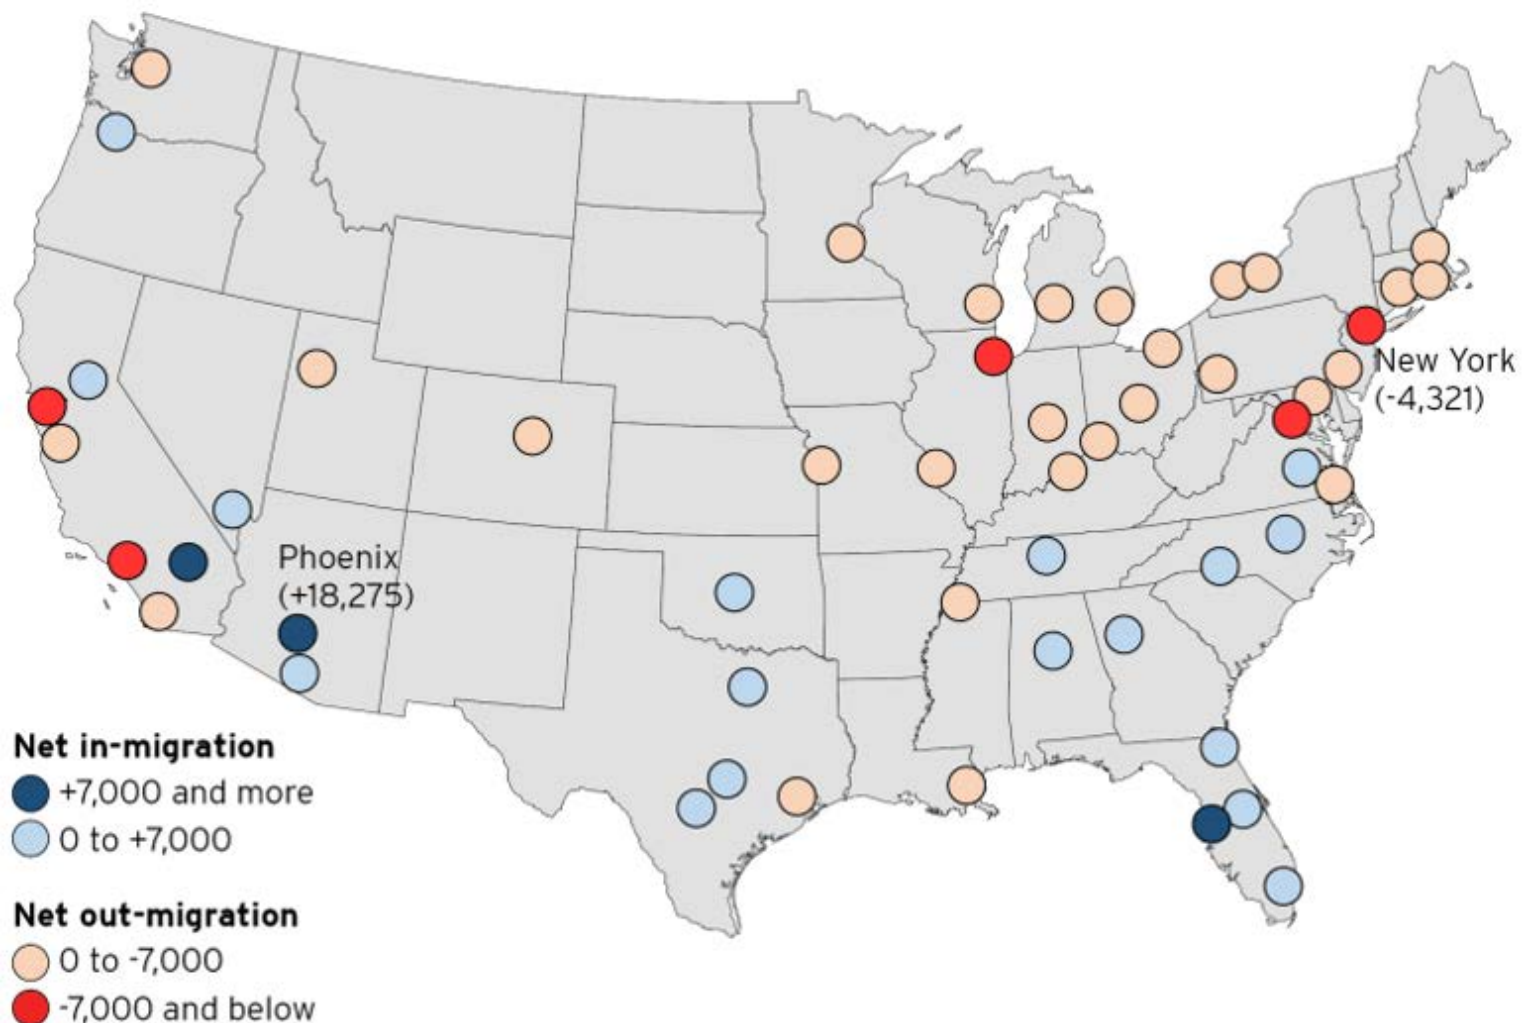 New York
(-4,321)
Phoenix
(+18,275)
Net in-migration
+7,000 and more
0 to +7,000
Net out-migration
0 to -7,000
-7,000 and below